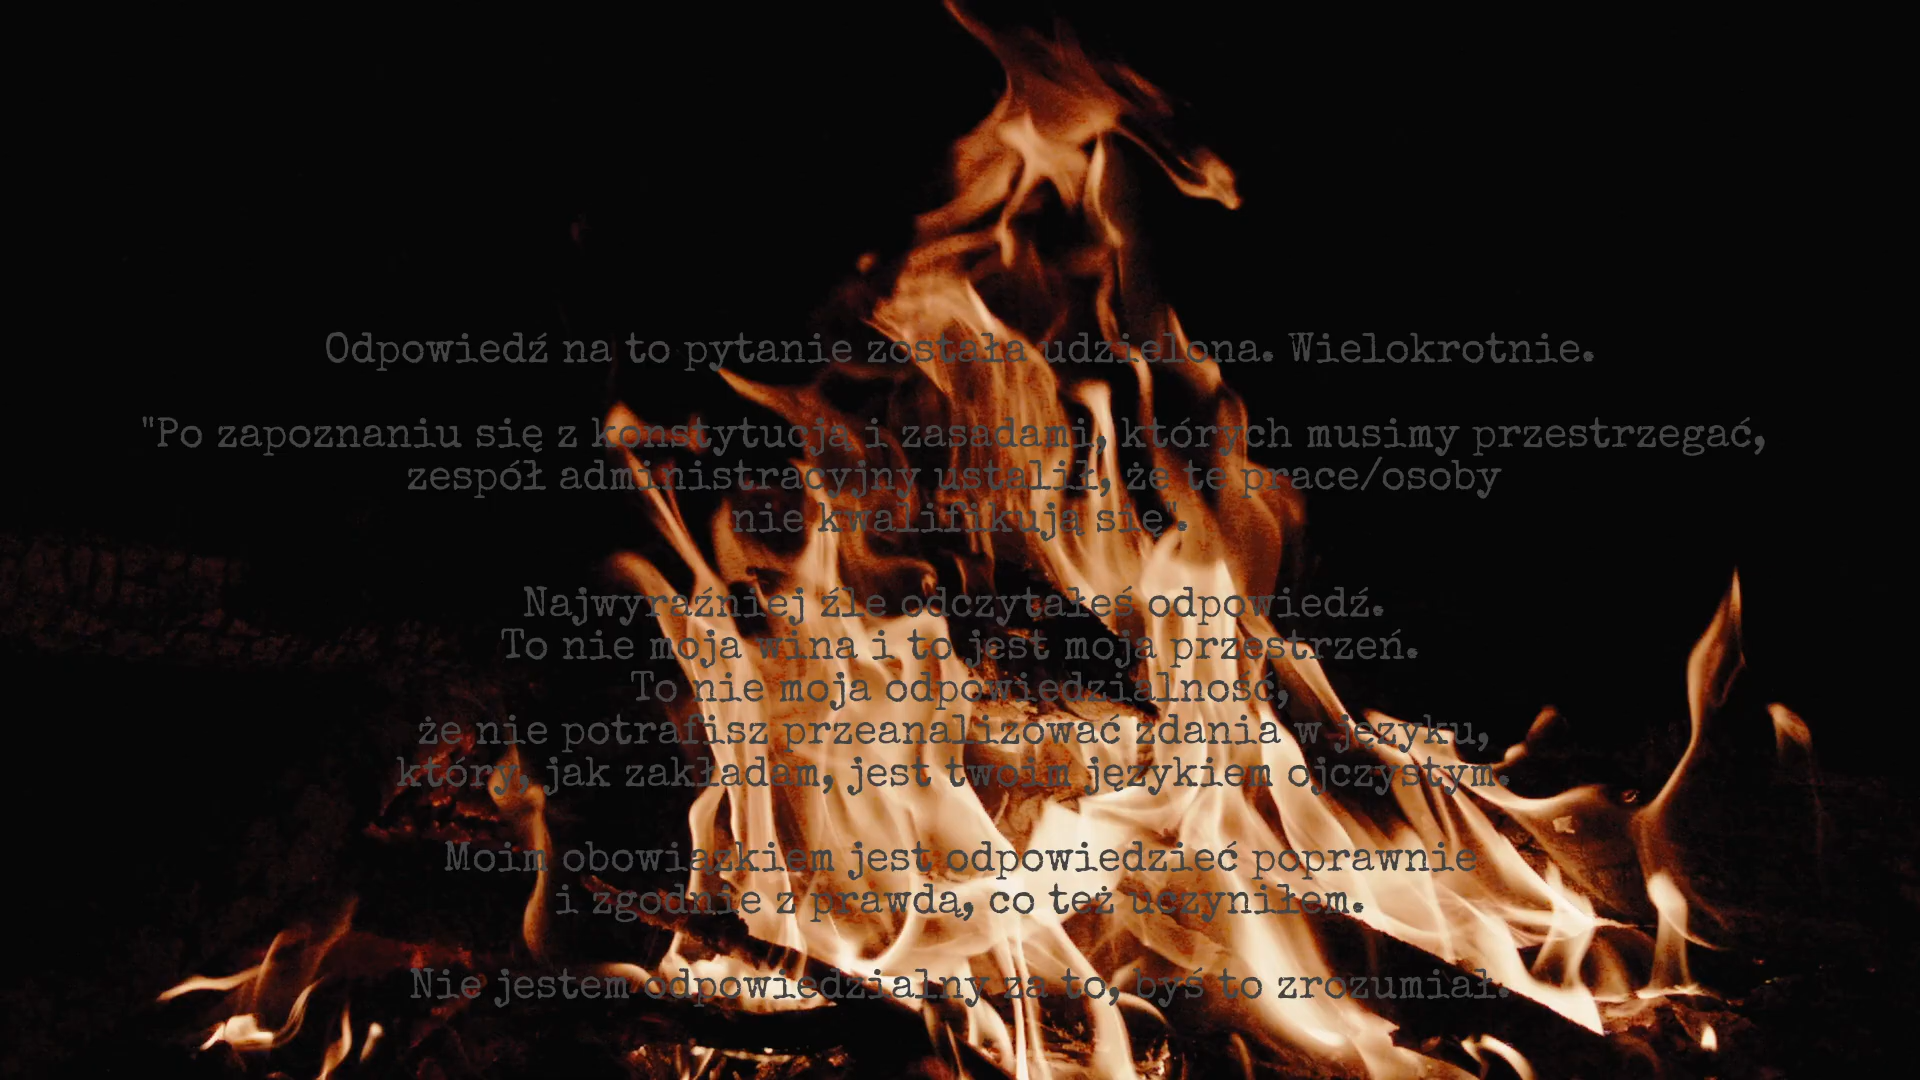 Odpowiedź na to pytanie została udzielona. Wielokrotnie.
"Po zapoznaniu się z konstytucją i zasadami, których musimy przestrzegać,
zespół administracyjny ustalił, że te prace/osoby
nie kwalifikują się".
Najwyraźniej źle odczytałeś odpowiedź.
To nie moja wina i to jest moja przestrzeń.
To nie moja odpowiedzialność,
że nie potrafisz przeanalizować zdania w języku,
który, jak zakładam, jest twoim językiem ojczystym.
Moim obowiązkiem jest odpowiedzieć poprawnie
i zgodnie z prawdą, co też uczyniłem.
Nie jestem odpowiedzialny za to, byś to zrozumiał.